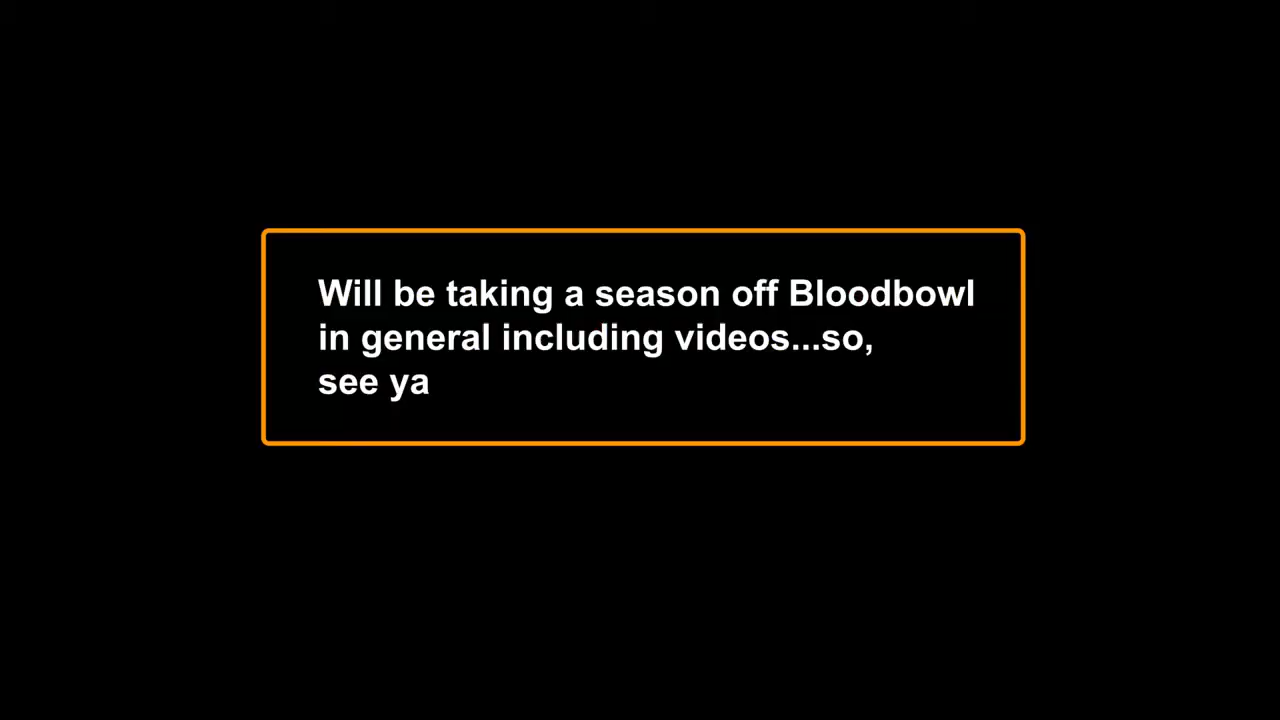 Will be taking a season off Bloodbowl
in general including videos...so,
see ya